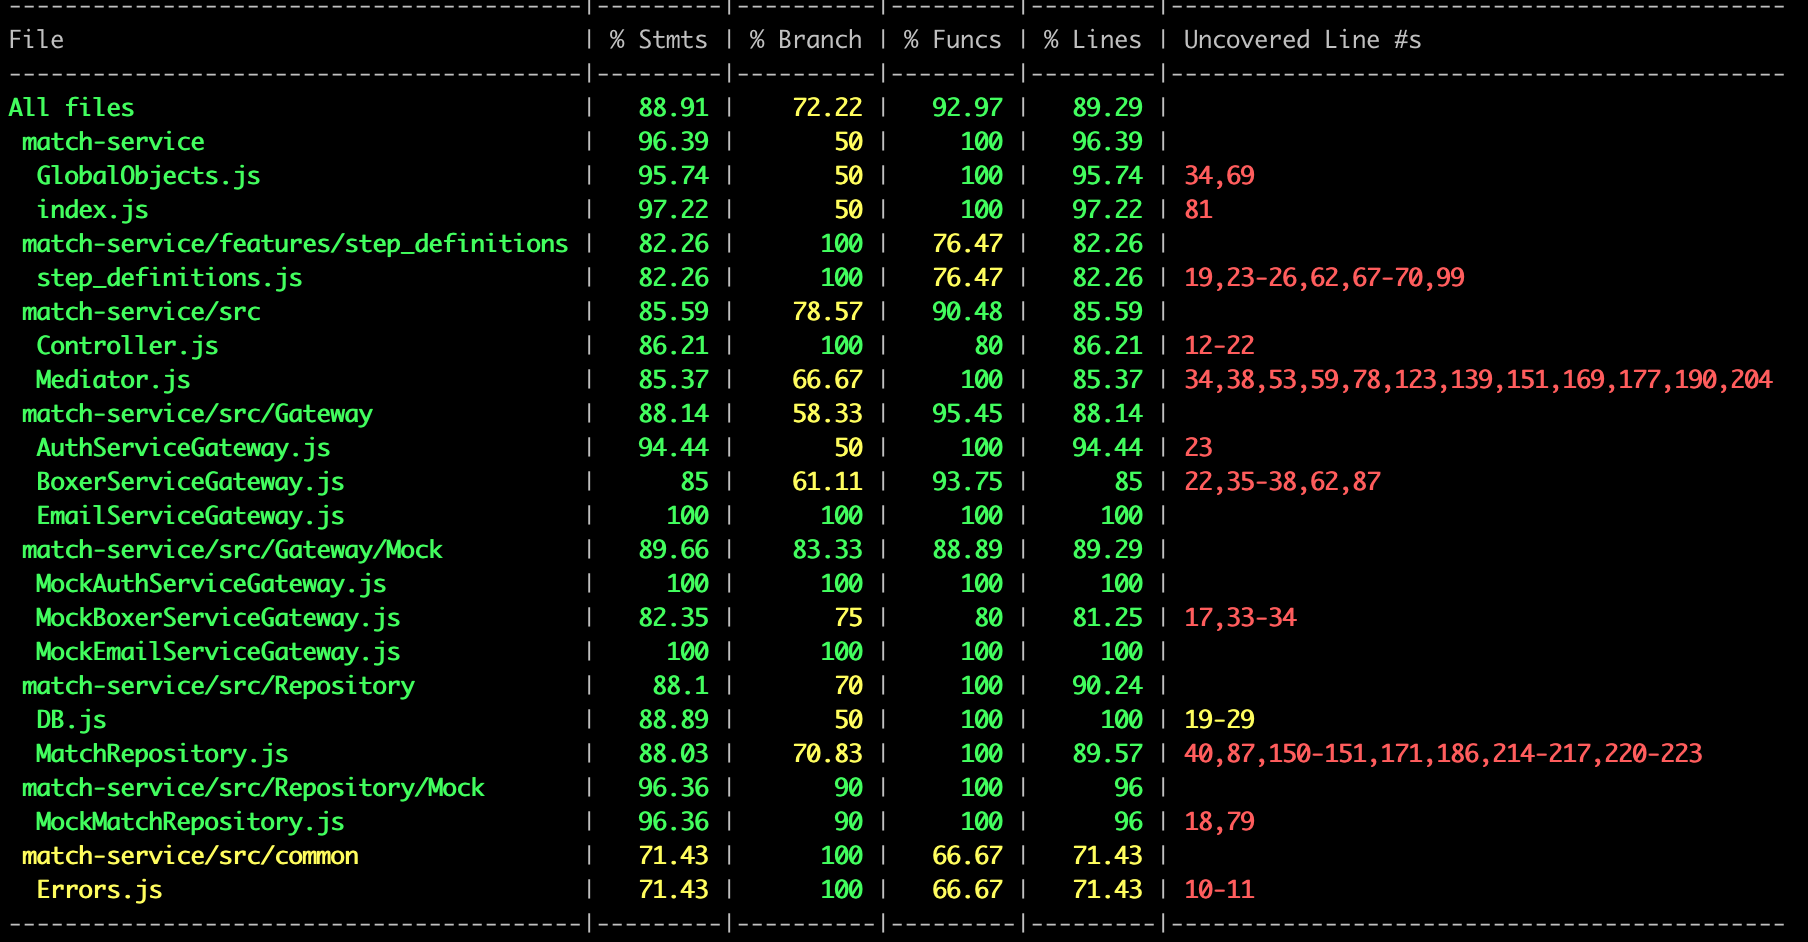 -----------------------------------------|---------|----------|---------|---------|--------------------------------------------
File                                     | % Stmts | % Branch | % Funcs | % Lines | Uncovered Line #s
-----------------------------------------|---------|----------|---------|---------|--------------------------------------------
All files                                |   88.91 |    72.22 |   92.97 |   89.29 |
 match-service                           |   96.39 |       50 |     100 |   96.39 |
  GlobalObjects.js                       |   95.74 |       50 |     100 |   95.74 | 34,69
  index.js                               |   97.22 |       50 |     100 |   97.22 | 81
 match-service/features/step_definitions |   82.26 |      100 |   76.47 |   82.26 |
  step_definitions.js                    |   82.26 |      100 |   76.47 |   82.26 | 19,23-26,62,67-70,99
 match-service/src                       |   85.59 |    78.57 |   90.48 |   85.59 |
  Controller.js                          |   86.21 |      100 |      80 |   86.21 | 12-22
  Mediator.js                            |   85.37 |    66.67 |     100 |   85.37 | 34,38,53,59,78,123,139,151,169,177,190,204
 match-service/src/Gateway               |   88.14 |    58.33 |   95.45 |   88.14 |
  AuthServiceGateway.js                  |   94.44 |       50 |     100 |   94.44 | 23
  BoxerServiceGateway.js                 |      85 |    61.11 |   93.75 |      85 | 22,35-38,62,87
  EmailServiceGateway.js                 |     100 |      100 |     100 |     100 |
 match-service/src/Gateway/Mock          |   89.66 |    83.33 |   88.89 |   89.29 |
  MockAuthServiceGateway.js              |     100 |      100 |     100 |     100 |
  MockBoxerServiceGateway.js             |   82.35 |       75 |      80 |   81.25 | 17,33-34
  MockEmailServiceGateway.js             |     100 |      100 |     100 |     100 |
 match-service/src/Repository            |    88.1 |       70 |     100 |   90.24 |
  DB.js                                  |   88.89 |       50 |     100 |     100 | 19-29
  MatchRepository.js                     |   88.03 |    70.83 |     100 |   89.57 | 40,87,150-151,171,186,214-217,220-223
 match-service/src/Repository/Mock       |   96.36 |       90 |     100 |      96 |
  MockMatchRepository.js                 |   96.36 |       90 |     100 |      96 | 18,79
 match-service/src/common                |   71.43 |      100 |   66.67 |   71.43 |
  Errors.js                              |   71.43 |      100 |   66.67 |   71.43 | 10-11
-----------------------------------------|---------|----------|---------|---------|--------------------------------------------